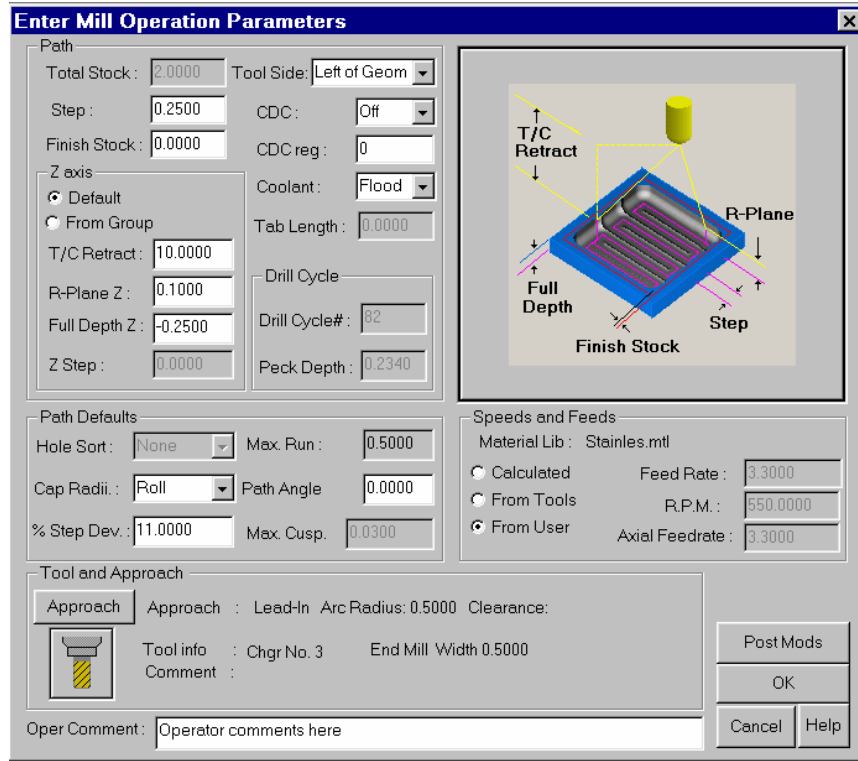 Enter Mill Operation Parameters
Path
Total Stock : 2.0000 Tool Side: Left of Geom
Step : 0.2500 CDC : Off
Finish Stock : 0.0000 CDC reg : 0
Z axis
Default
From Group
Coolant : Flood
Tab Length : 0.0000
T/C Retract : 10.0000
R-Plane Z : 0.1000
Full Depth Z : -0.2500
Z Step : 0.0000
Drill Cycle
Drill Cycle# : 82
Peck Depth : 0.2340
T/C
Retract
R-Plane
Full
Depth
Step
Finish Stock
Path Defaults
Hole Sort : None Max. Run : 0.5000
Cap Radii. : Roll Path Angle 0.0000
% Step Dev. : 11.0000 Max. Cusp. 0.0300
Speeds and Feeds
Material Lib : Stainles.mtl
Calculated Feed Rate : 3.3000
From Tools R.P.M. : 550.0000
From User Axial Feedrate : 3.3000
Tool and Approach
Approach Approach : Lead-In Arc Radius: 0.5000 Clearance:
Tool info : Chgr No. 3 End Mill Width 0.5000
Comment :
Post Mods
OK
Cancel Help
Oper Comment : Operator comments here